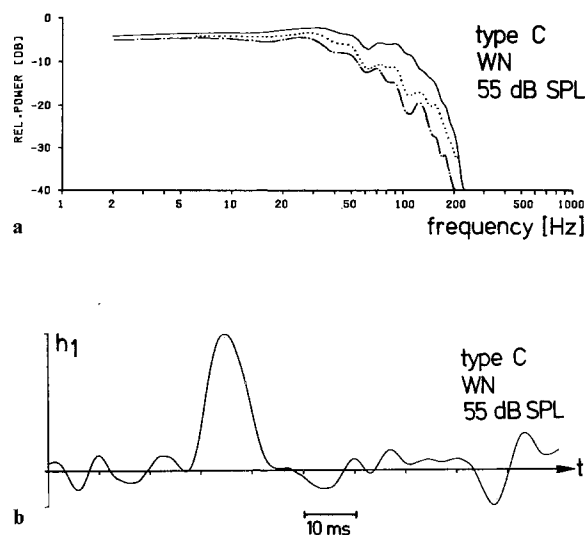 0
-10
-20
-30
-40
REL.POWER [DB]
type C
WN
55 dB SPL
1 2 5 10 20 50 100 200 500 1000
frequency [Hz]
a
h1
type C
WN
55 dB SPL
t
10 ms
b